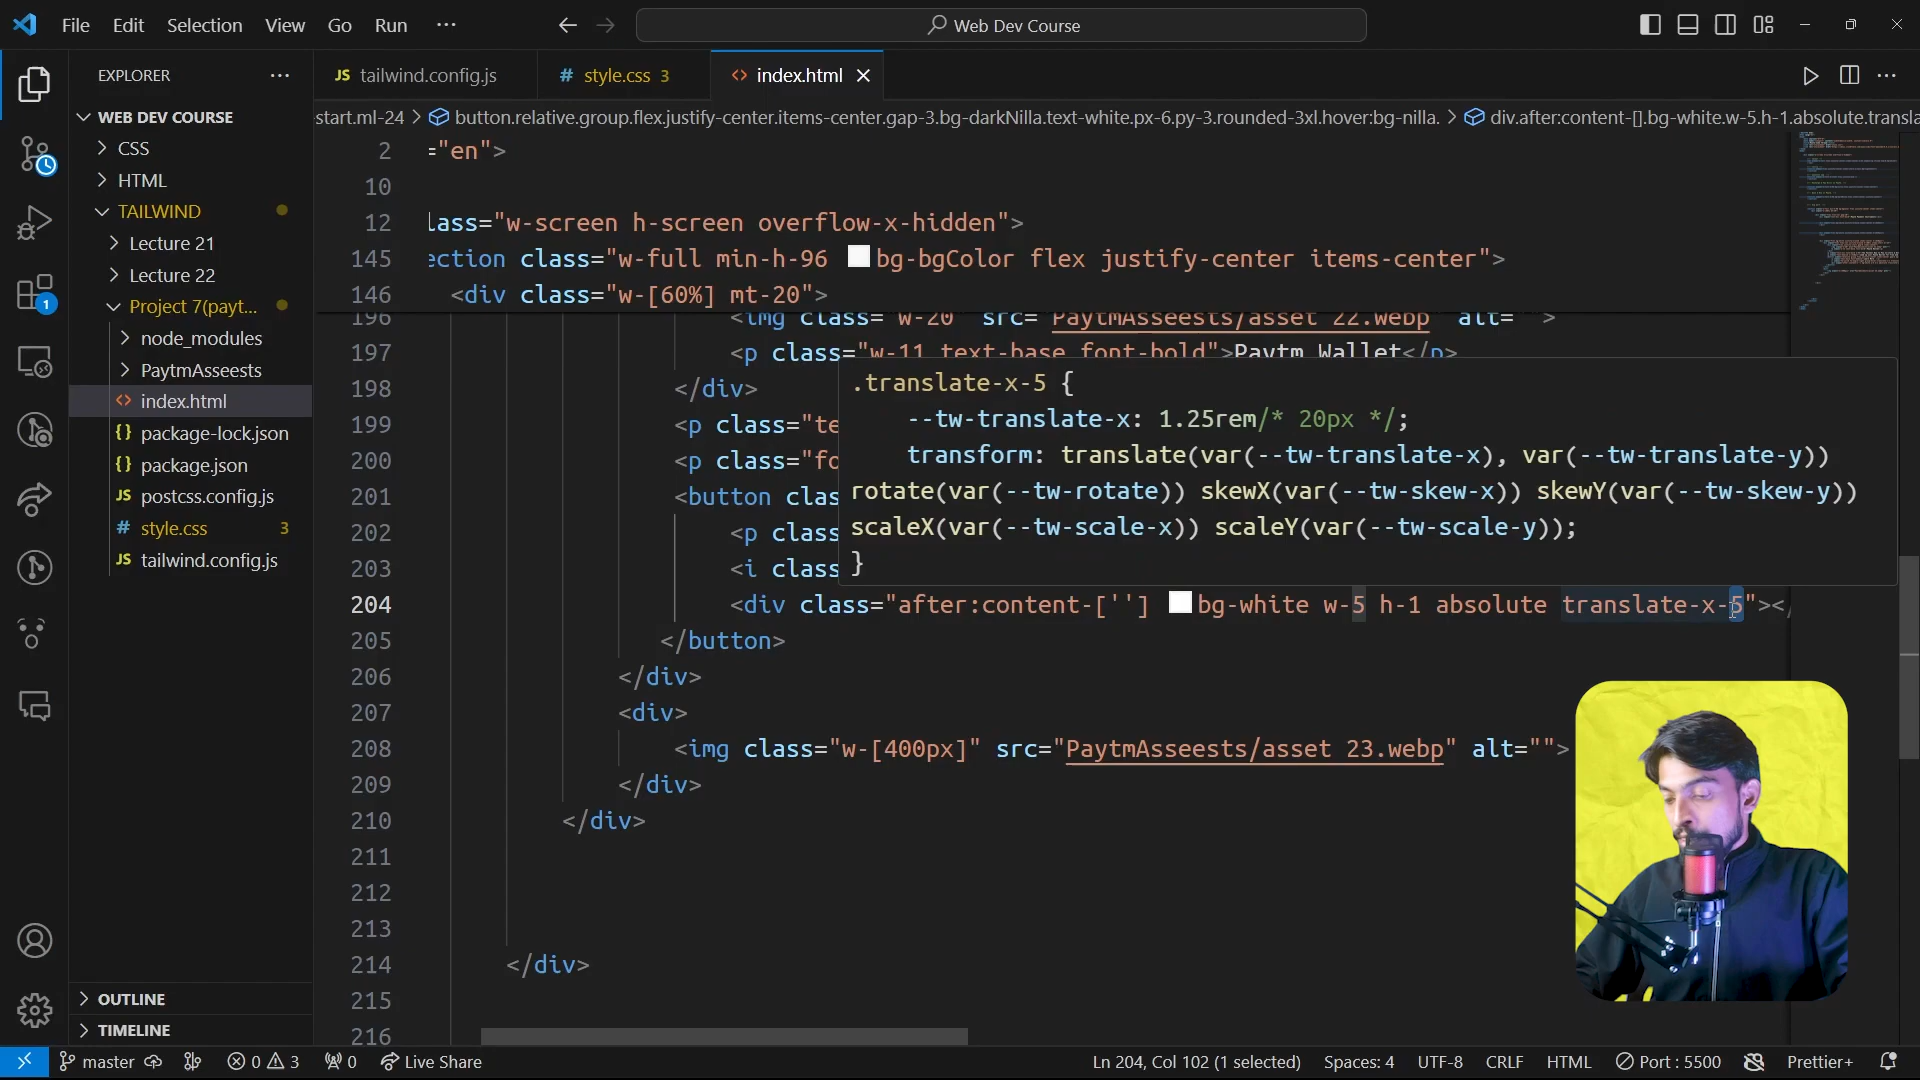 File Edit Selection View Go Run ···
Web Dev Course
EXPLORER ···
JS tailwind.config.js
# style.css 3
<> index.html
WEB DEV COURSE
CSS
HTML
TAILWIND
Lecture 21
Lecture 22
Project 7(payt...
node_modules
PaytmAsseests
<> index.html
{} package-lock.json
{} package.json
JS postcss.config.js
# style.css 3
JS tailwind.config.js
OUTLINE
TIMELINE
1
start.ml-24 > button.relative.group.flex.justify-center.items-center.gap-3.bg-darkNilla.text-white.px-6.py-3.rounded-3xl.hover:bg-nilla. > div.after:content-[].bg-white.w-5.h-1.absolute.transla
2 ="en">
10
12 lass="w-screen h-screen overflow-x-hidden">
145 ection class="w-full min-h-96 bg-bgColor flex justify-center items-center">
146 <div class="w-[60%] mt-20">
196 <img class="w-20" src="PaytmAsseests/asset 22.webp" alt="">
197 <p class="w-11 text-base font-bold">Paytm Wallet</p>
198 </div>
199 <p class="te
200 <p class="fo
201 <button clas
202 <p class
203 <i class
.translate-x-5 {
--tw-translate-x: 1.25rem/* 20px */;
transform: translate(var(--tw-translate-x), var(--tw-translate-y))
rotate(var(--tw-rotate)) skewX(var(--tw-skew-x)) skewY(var(--tw-skew-y))
scaleX(var(--tw-scale-x)) scaleY(var(--tw-scale-y));
}
204 <div class="after:content-[''] bg-white w-5 h-1 absolute translate-x-5"></
205 </button>
206 </div>
207 <div>
208 <img class="w-[400px]" src="PaytmAsseests/asset 23.webp" alt="">
209 </div>
210 </div>
211
212
213
214 </div>
215
216
master 0 3 0 Live Share
Ln 204, Col 102 (1 selected) Spaces: 4 UTF-8 CRLF HTML Port : 5500 Prettier+